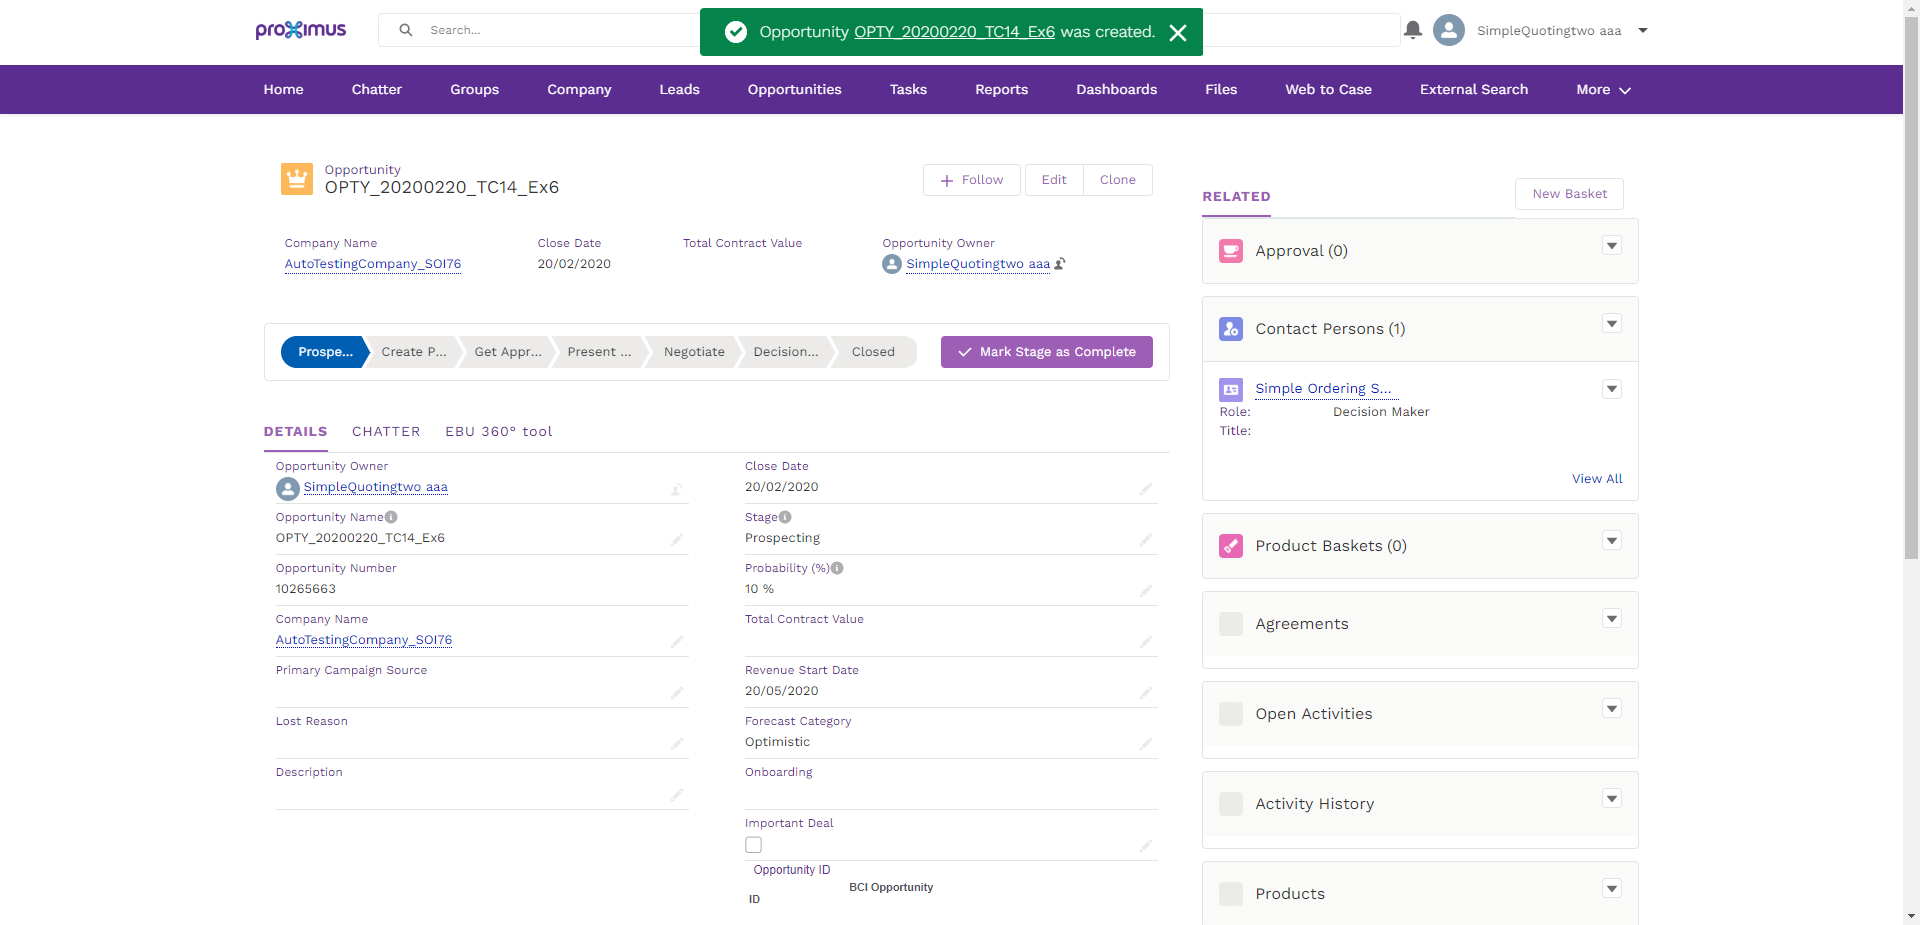 proximus
Search...
Opportunity OPTY_20200220_TC14_Ex6 was created.
SimpleQuotingtwo aaa
Home Chatter Groups Company Leads Opportunities Tasks Reports Dashboards Files Web to Case External Search More
Opportunity
OPTY_20200220_TC14_Ex6
Follow Edit Clone
Company Name
AutoTestingCompany_SOI76
Close Date
20/02/2020
Total Contract Value
Opportunity Owner
SimpleQuotingtwo aaa
Prospe... Create P... Get Appr... Present ... Negotiate Decision... Closed
Mark Stage as Complete
DETAILS CHATTER EBU 360° tool
Opportunity Owner
SimpleQuotingtwo aaa
Opportunity Name
OPTY_20200220_TC14_Ex6
Opportunity Number
10265663
Company Name
AutoTestingCompany_SOI76
Primary Campaign Source
Lost Reason
Description
Close Date
20/02/2020
Stage
Prospecting
Probability (%)
10 %
Total Contract Value
Revenue Start Date
20/05/2020
Forecast Category
Optimistic
Onboarding
Important Deal
Opportunity ID
BCI Opportunity
ID
RELATED
New Basket
Approval (0)
Contact Persons (1)
Simple Ordering S...
Role: Decision Maker
Title:
View All
Product Baskets (0)
Agreements
Open Activities
Activity History
Products